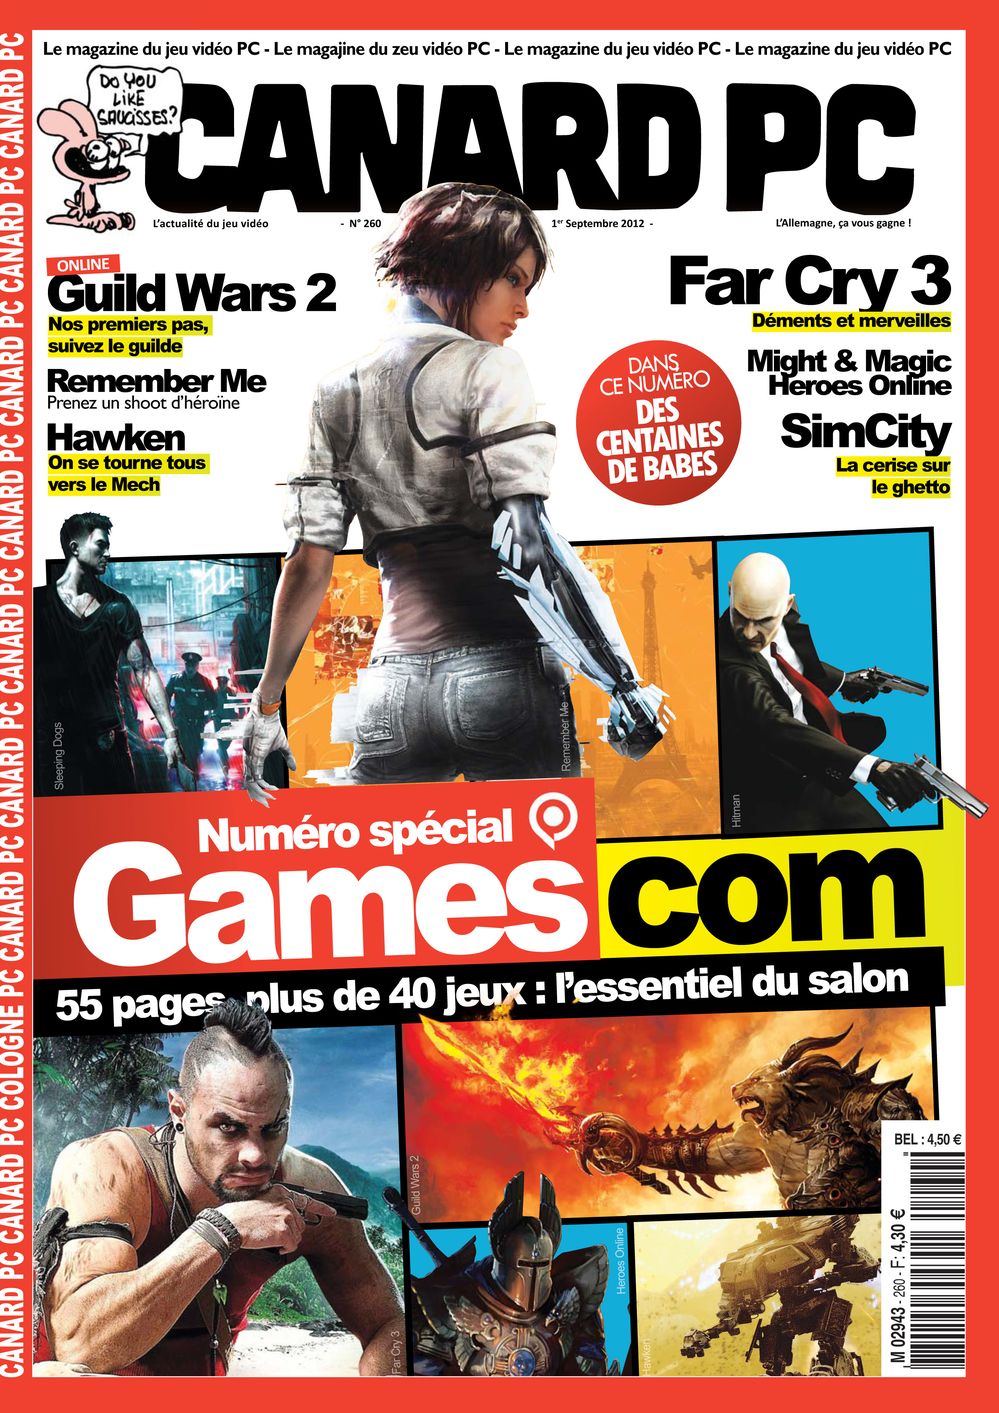 Le magazine du jeu vidéo PC - Le magajine du zeu vidéo PC - Le magazine du jeu vidéo PC - Le magazine du jeu vidéo PC
DO YOU
LIKE
SAUCISSES?
CANARD PC
L'actualité du jeu vidéo - N° 260 1er Septembre 2012 - L'Allemagne, ça vous gagne !
ONLINE
Guild Wars 2
Nos premiers pas,
suivez le guilde
Remember Me
Prenez un shoot d'héroïne
Hawken
On se tourne tous
vers le Mech
Far Cry 3
Déments et merveilles
Might & Magic
Heroes Online
SimCity
La cerise sur
le ghetto
DANS
CE NUMÉRO
DES
CENTAINES
DE BABES
Sleeping Dogs
Remember Me
Hitman
Numéro spécial
Gamescom
55 pages, plus de 40 jeux : l'essentiel du salon
Far Cry 3
Guild Wars 2
Heroes Online
Hawken
BEL : 4,50 €
M 02943 - 260 - F: 4,30 €
CANARD PC CANARD PC COLOGNE PC CANARD PC CANARD PC CANARD PC CANARD PC CANARD PC CANARD PC CANARD PC